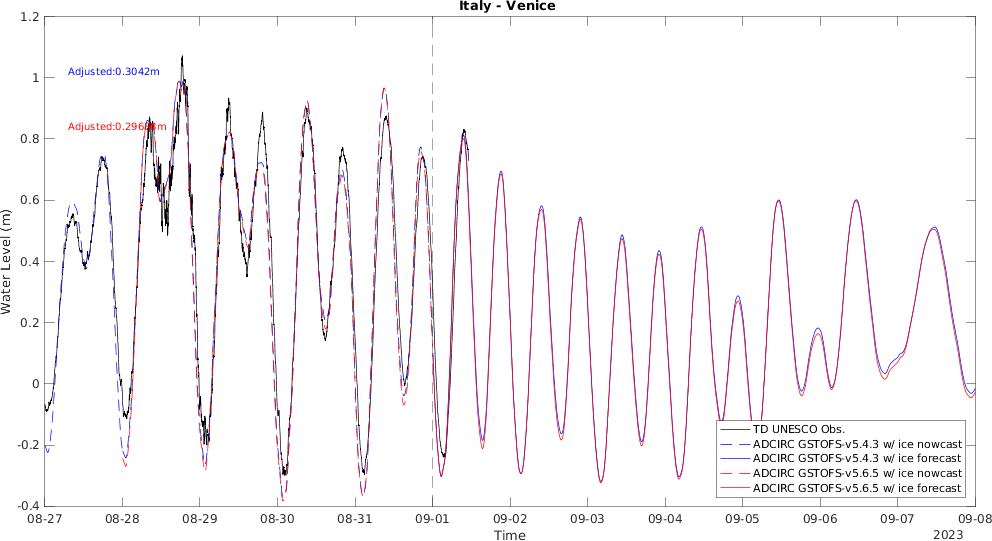 Italy - Venice
Water Level (m)
1.2
1
0.8
0.6
0.4
0.2
0
-0.2
-0.4
Adjusted:0.3042m
TD UNESCO Obs.
ADCIRC GSTOFS-v5.4.3 w/ ice nowcast
ADCIRC GSTOFS-v5.4.3 w/ ice forecast
ADCIRC GSTOFS-v5.6.5 w/ ice nowcast
ADCIRC GSTOFS-v5.6.5 w/ ice forecast
08-27 08-28 08-29 08-30 08-31 09-01 09-02 09-03 09-04 09-05 09-06 09-07 09-08
Time
2023